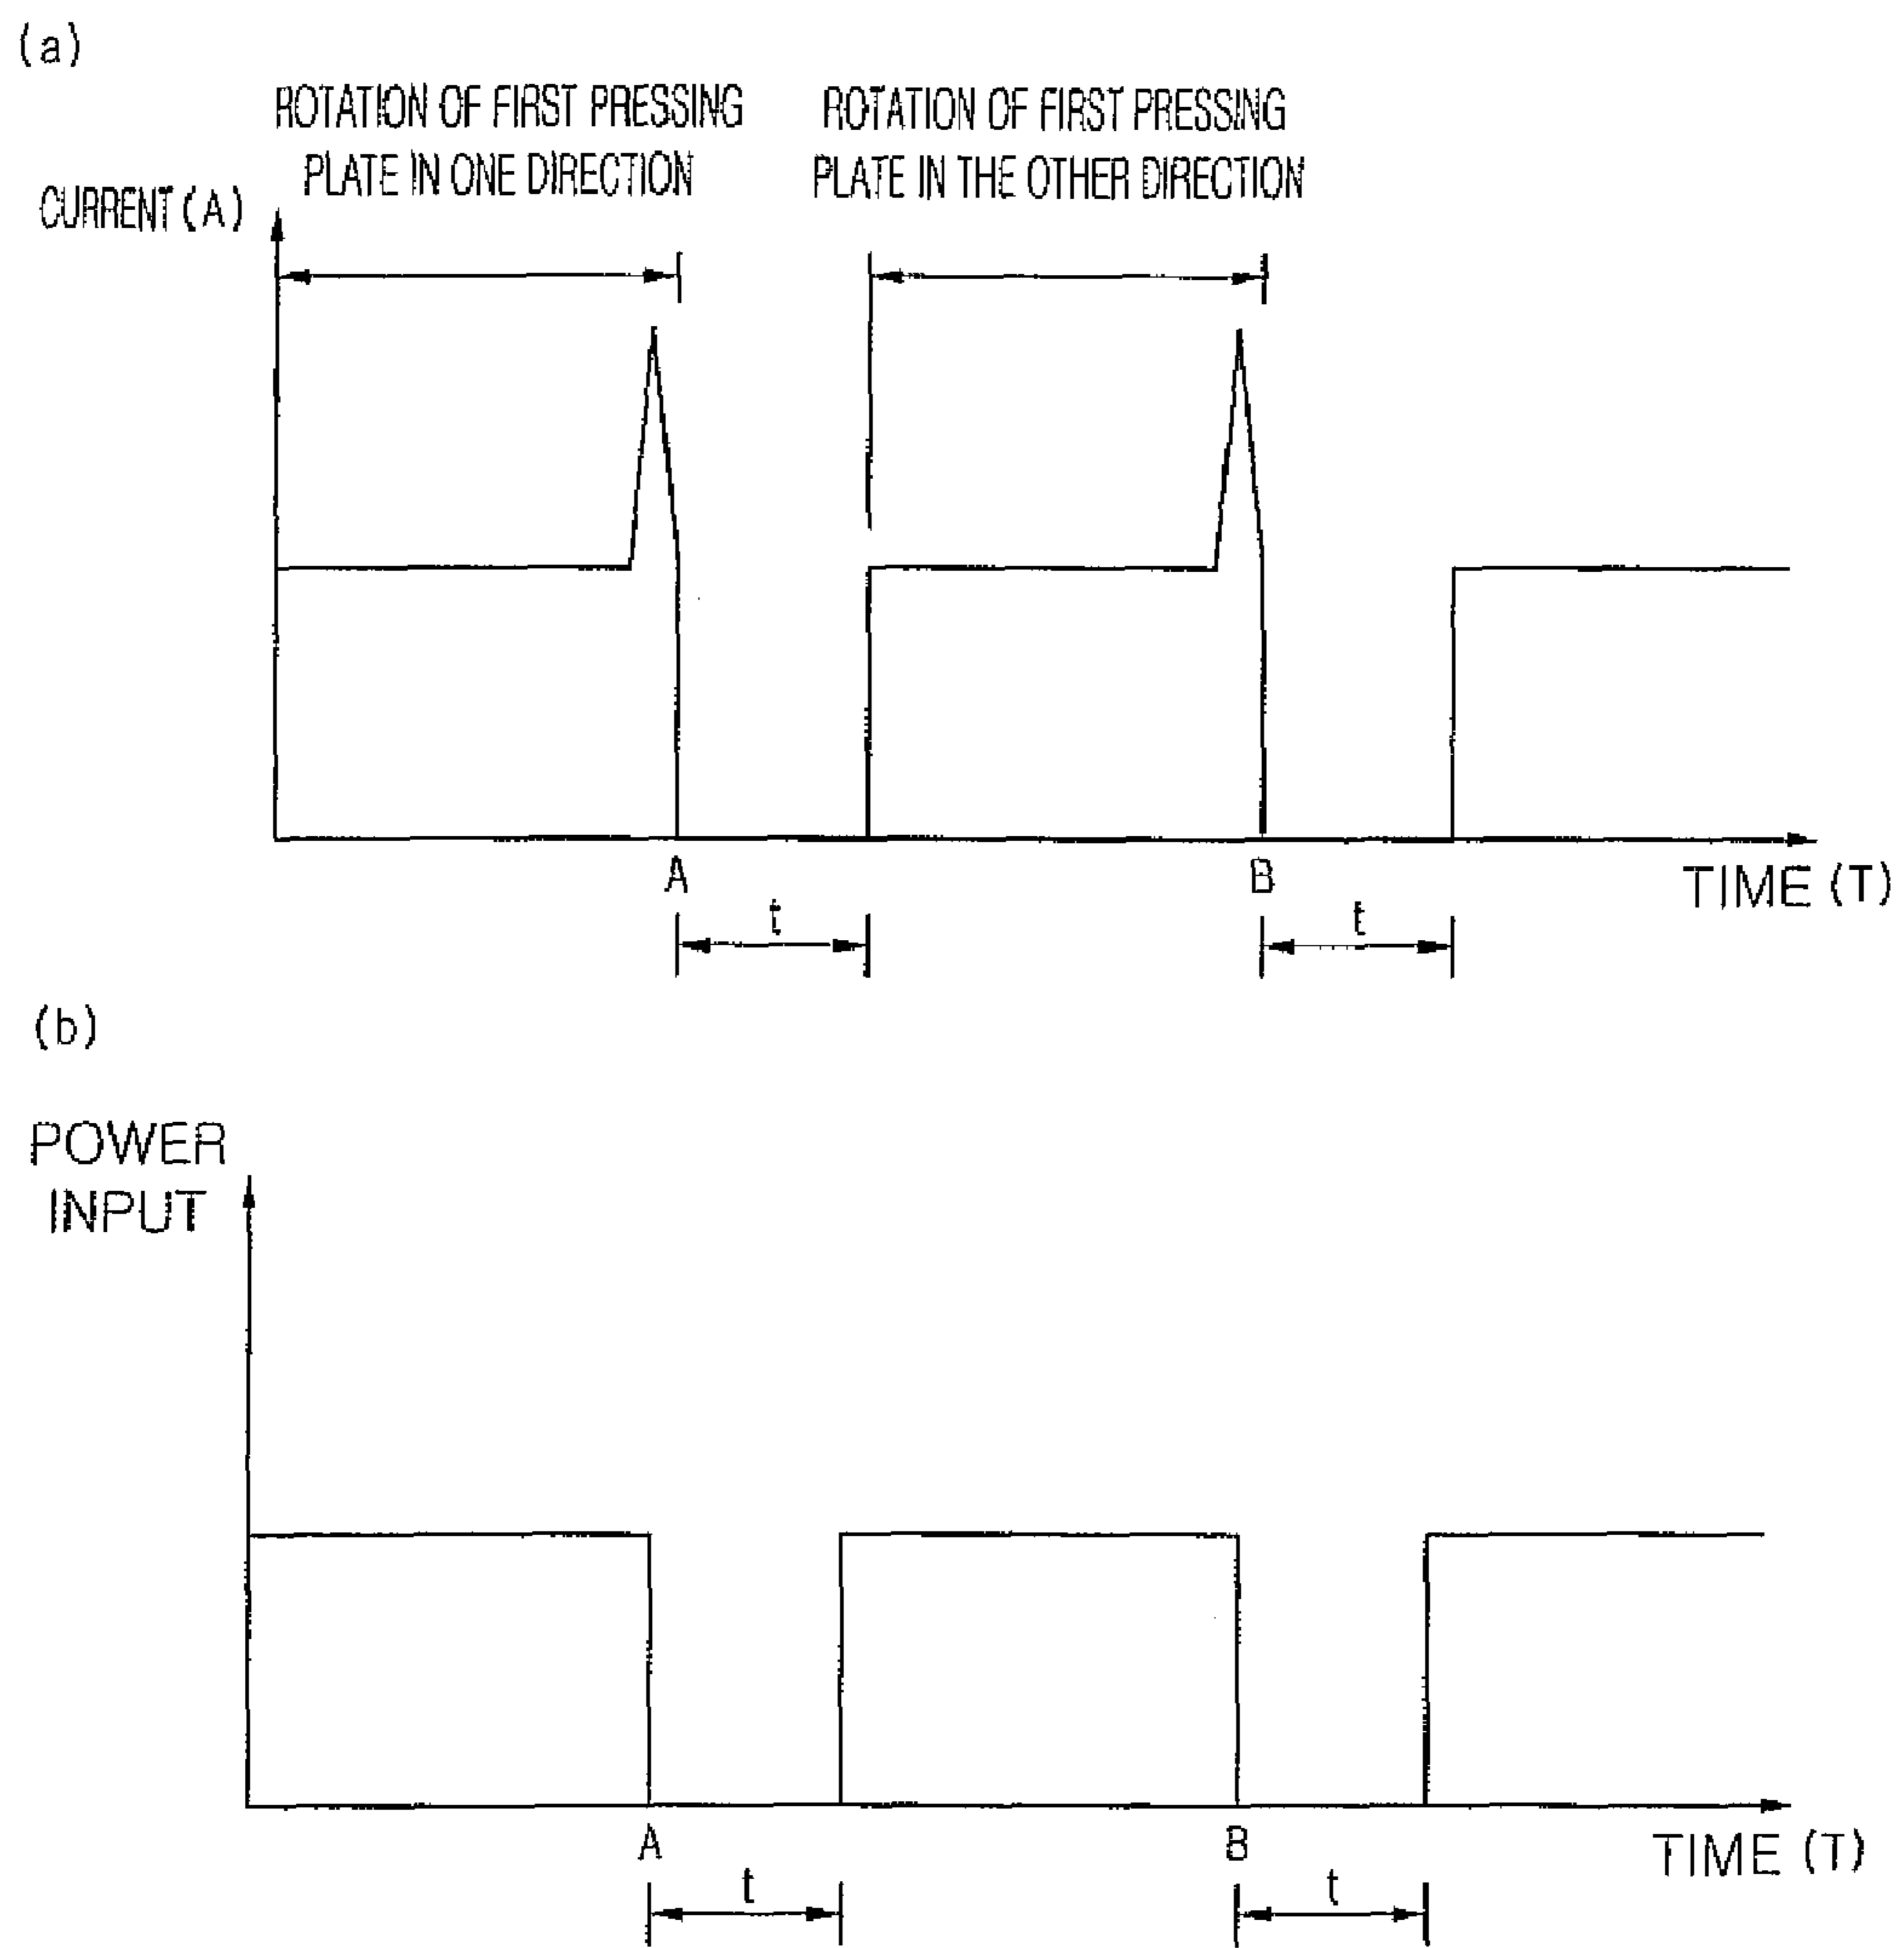 (a)
ROTATION OF FIRST PRESSING
PLATE IN ONE DIRECTION
ROTATION OF FIRST PRESSING
PLATE IN THE OTHER DIRECTION
CURRENT (A)
A
B
TIME (T)
t
t
(b)
POWER
INPUT
A
B
TIME (T)
t
t